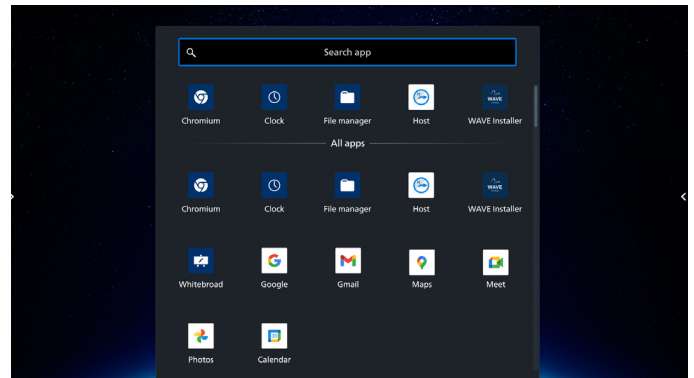 Search app
Chromium Clock File manager Host WAVE Installer
All apps
Chromium Clock File manager Host WAVE Installer
Whitebroad Google Gmail Maps Meet
Photos Calendar